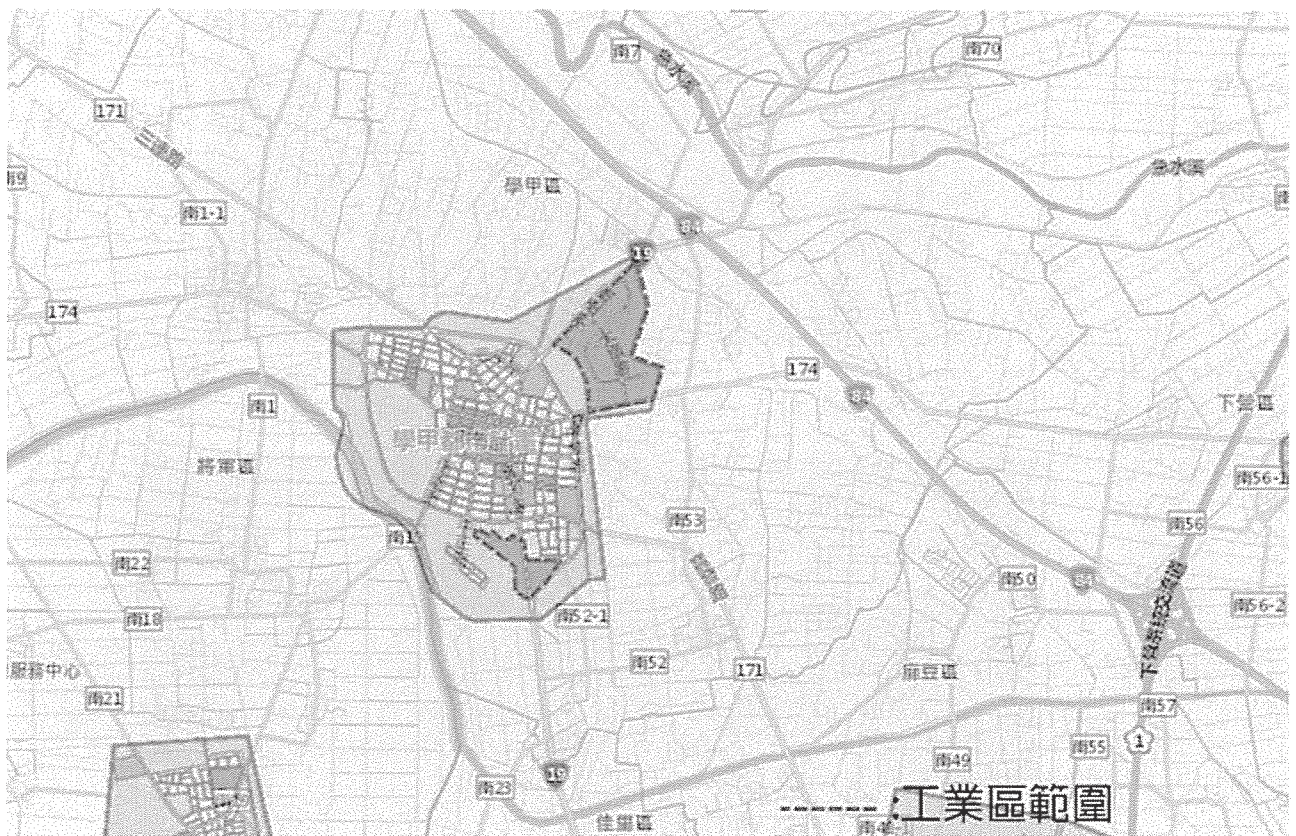 南7
南70
急水溪
171
三連路
急水溪
南9
學甲區
南1-1
84
19
174
174
84
南1
下營區
學甲都市計畫
將軍區
南56-1
南53
南56
南1
南22
南50
84
下營系統交流道
南56-2
南18
南52-1
服務中心
南52
171
麻豆區
南21
南57
1
南55
南49
19
南23
佳里區
:工業區範圍